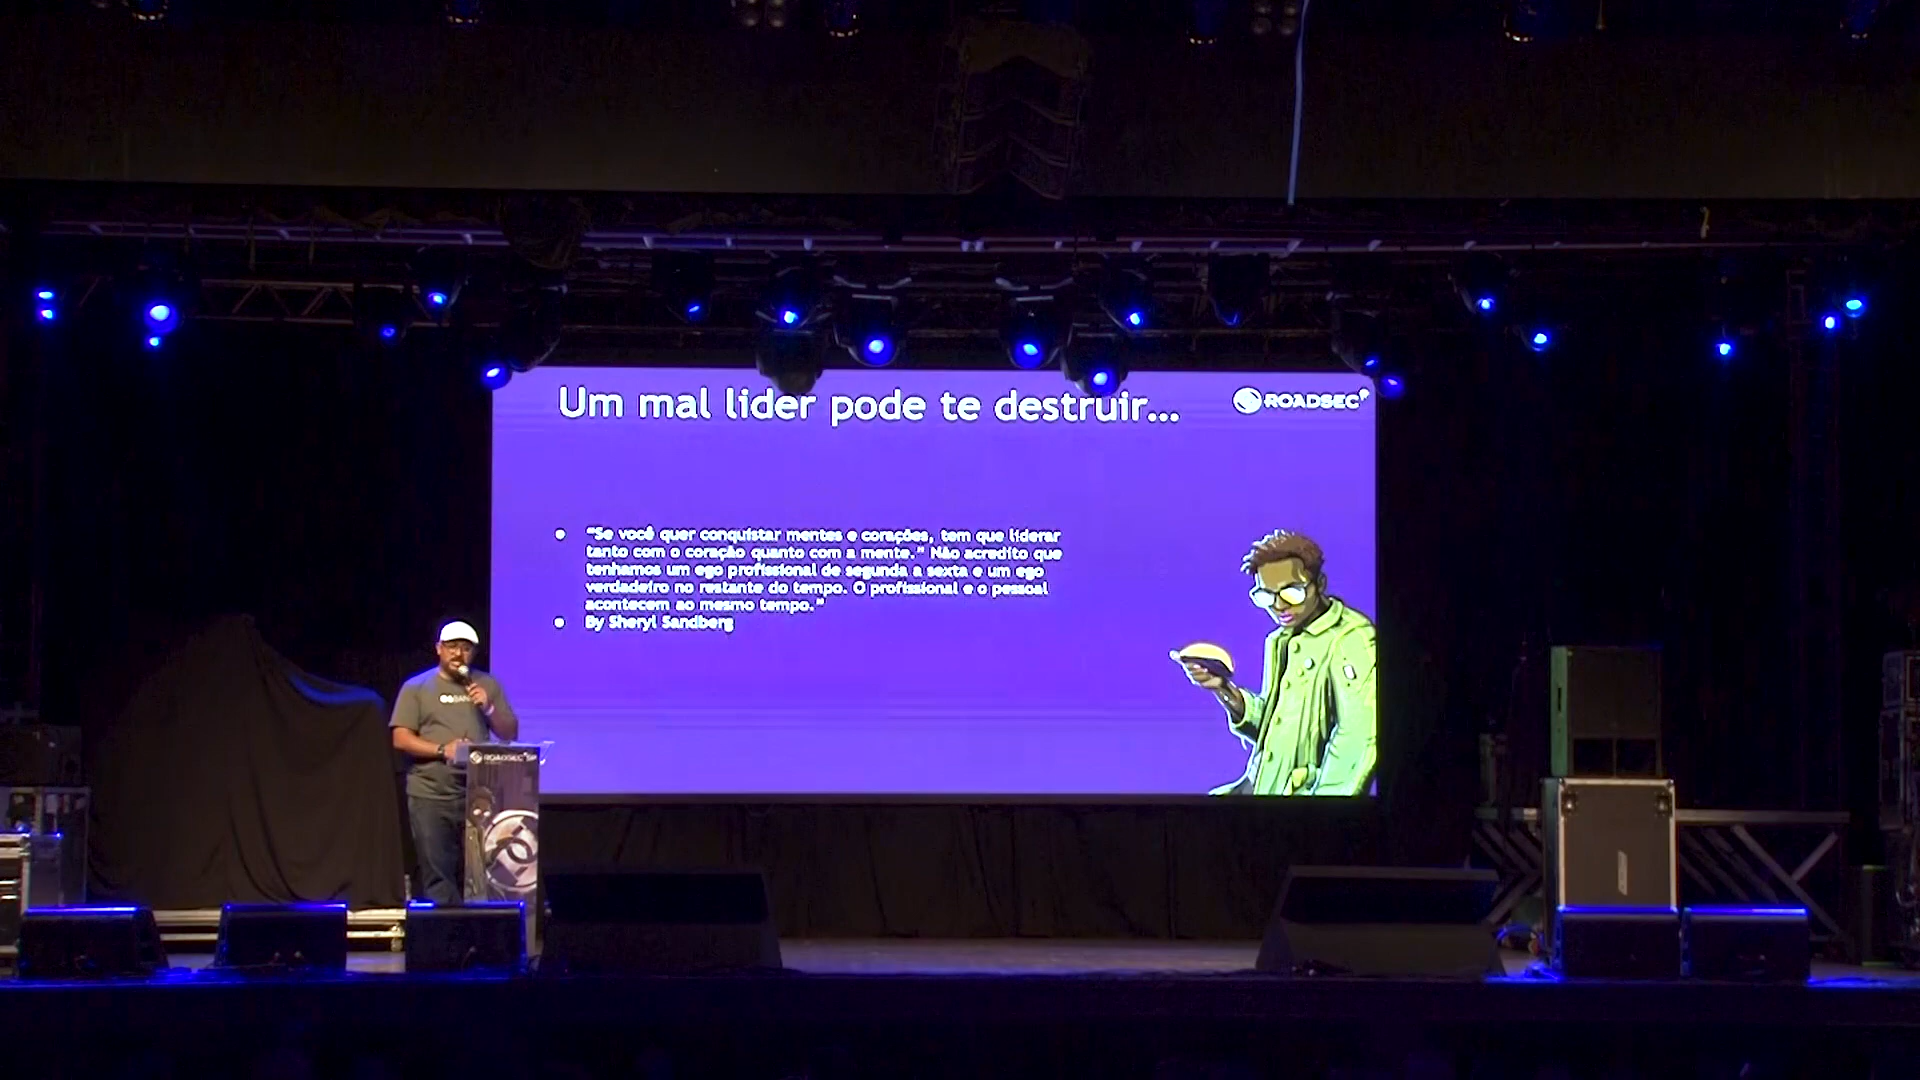 Um mal lider pode te destruir...
ROADSEC
"Se você quer conquistar mentes e corações, tem que liderar
tanto com o coração quanto com a mente." Não acredito que
tenhamos um ego profissional de segunda a sexta e um ego
verdadeiro no restante do tempo. O profissional e o pessoal
acontecem ao mesmo tempo."
By Sheryl Sandberg
ROADSEC SP